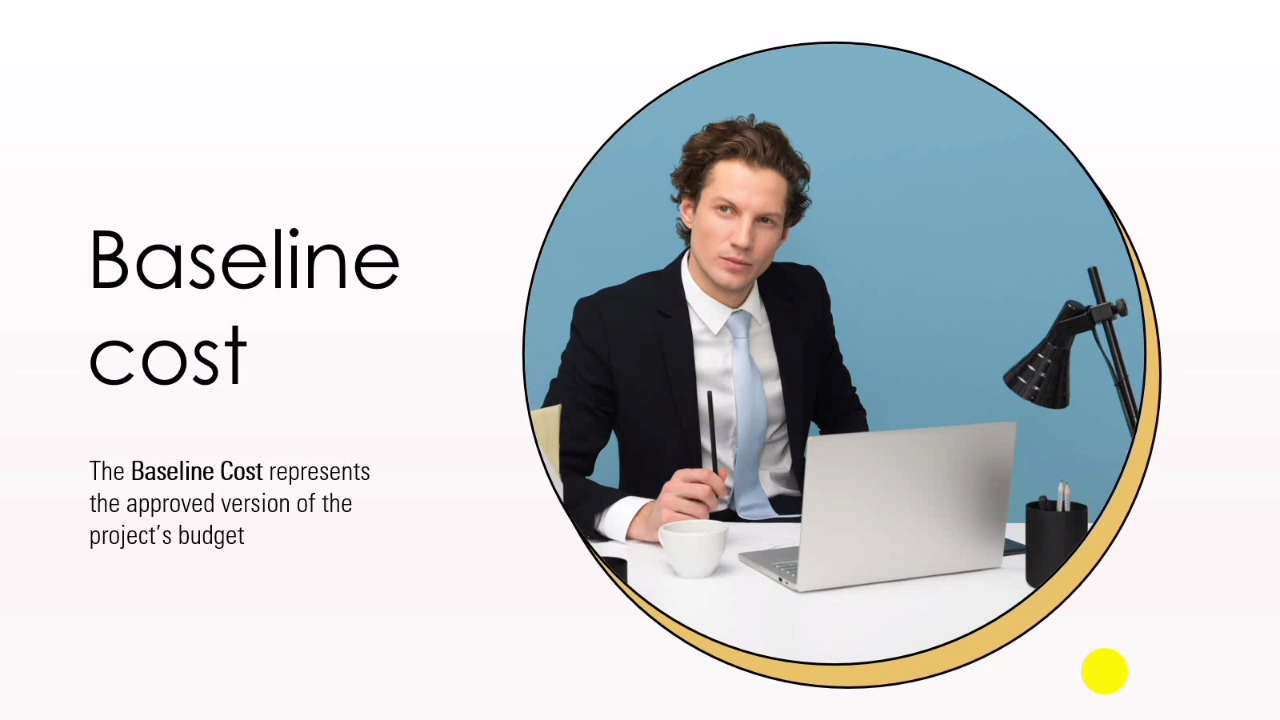 Baseline
cost
The Baseline Cost represents
the approved version of the
project's budget